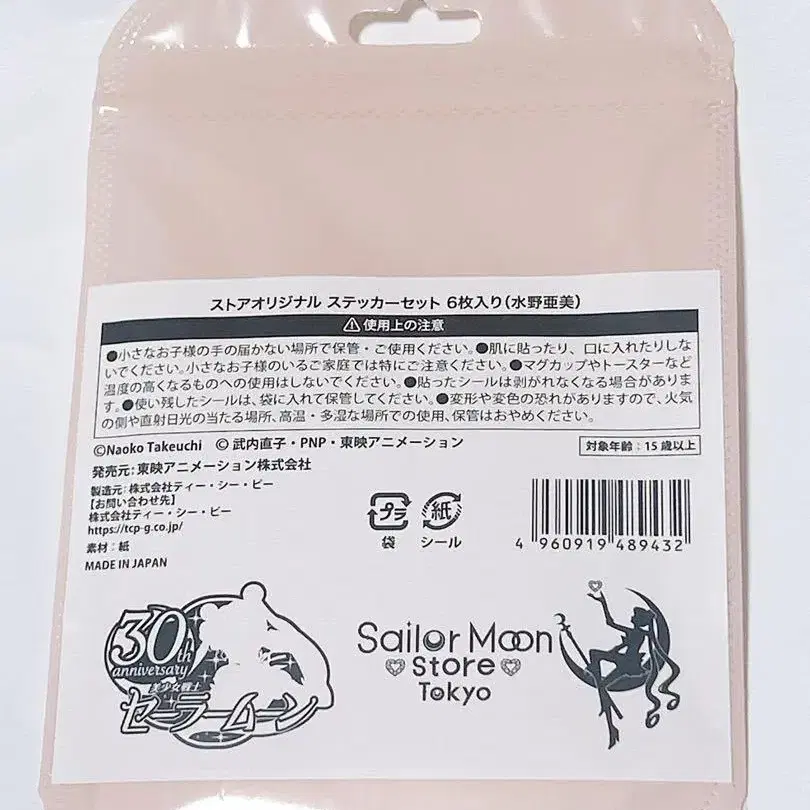 ストアオリジナル ステッカーセット 6枚入り(水野亜美)
⚠使用上の注意
●小さなお子様の手の届かない場所で保管・ご使用ください。●肌に貼ったり、口に入れたりしな
いでください。小さなお子様のいるご家庭では特にご注意ください。●マグカップやトースターなど
温度の高くなるものへの使用はしないでください。●貼ったシールは剥がれなくなる場合がありま
す。●使い残したシールは、袋に入れて保管してください。●変形や変色の恐れがありますので、火気
の側や直射日光の当たる場所、高温・多湿な場所での使用、保管はおやめください。
©Naoko Takeuchi © 武内直子・PNP・東映アニメーション
対象年齢:15歳以上
発売元:東映アニメーション株式会社
製造元:株式会社ティー・シー・ピー
【お問い合わせ先】
株式会社ティー・シー・ピー
https://tcp-g.co.jp/
素材:紙
MADE IN JAPAN
プラ
袋
紙
シール
4 960919 489432
30th
anniversary
美少女戦士
セーラームーン
Sailor Moon
Store
Tokyo